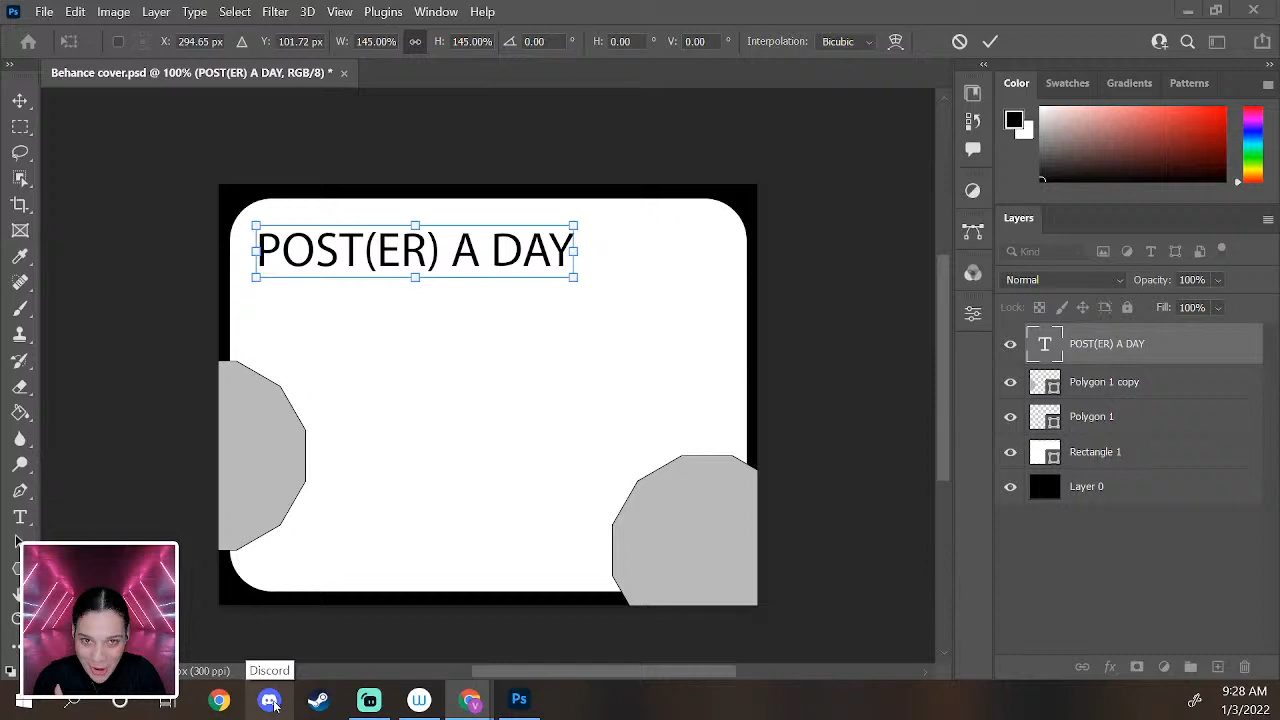 Ps File Edit Image Layer Type Select Filter 3D View Plugins Window Help
X: 294.65 px Y: 101.72 px W: 145.00% H: 145.00% 0.00 ° H: 0.00 ° V: 0.00 ° Interpolation: Bicubic
Behance cover.psd @ 100% (POST(ER) A DAY, RGB/8) * ×
Color Swatches Gradients Patterns
POST(ER) A DAY
Layers
Kind
Normal Opacity: 100%
Lock: Fill: 100%
T POST(ER) A DAY
Polygon 1 copy
Polygon 1
Rectangle 1
Layer 0
px (300 ppi)
Discord
fx
W V Ps
9:28 AM
1/3/2022